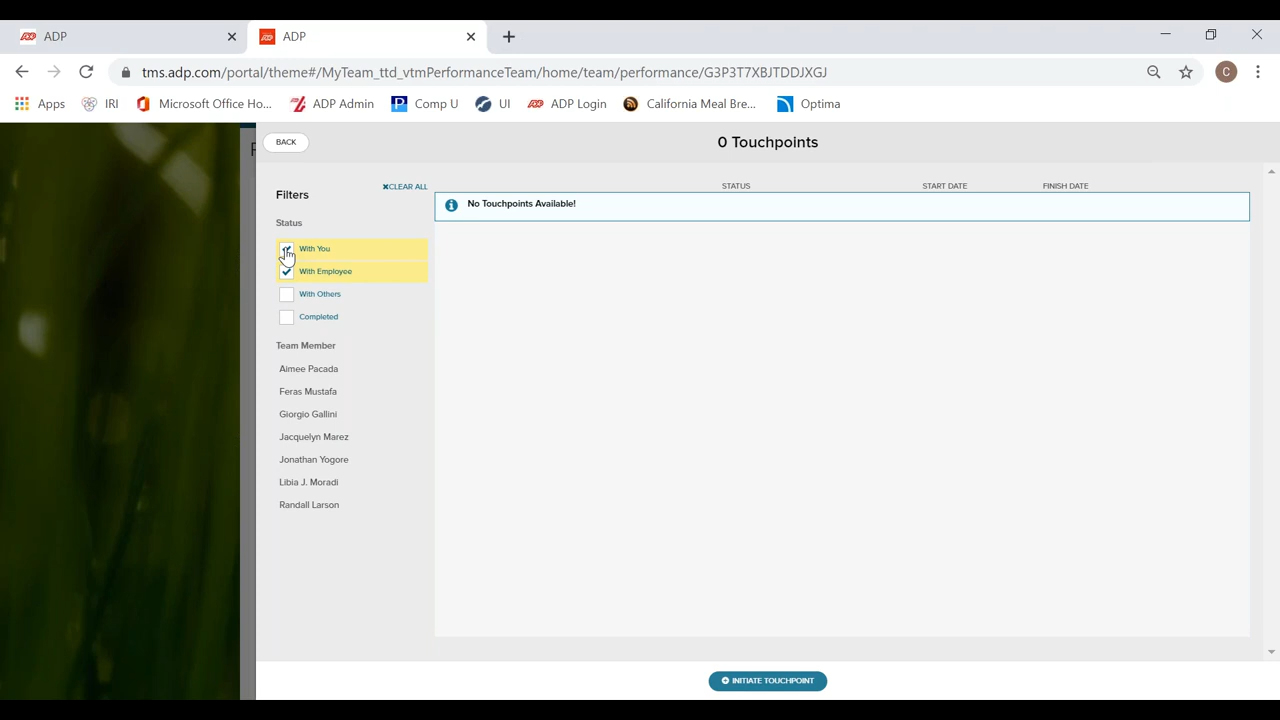 ADP
ADP
tms.adp.com/portal/theme#/MyTeam_ttd_vtmPerformanceTeam/home/team/performance/G3P3T7XBJTDDJXGJ
C
Apps
IRI
Microsoft Office Ho...
ADP Admin
Comp U
UI
ADP Login
California Meal Bre...
Optima
BACK
0 Touchpoints
Filters
CLEAR ALL
STATUS
START DATE
FINISH DATE
No Touchpoints Available!
Status
With You
With Employee
With Others
Completed
Team Member
Aimee Pacada
Feras Mustafa
Giorgio Gallini
Jacquelyn Marez
Jonathan Yogore
Libia J. Moradi
Randall Larson
INITIATE TOUCHPOINT